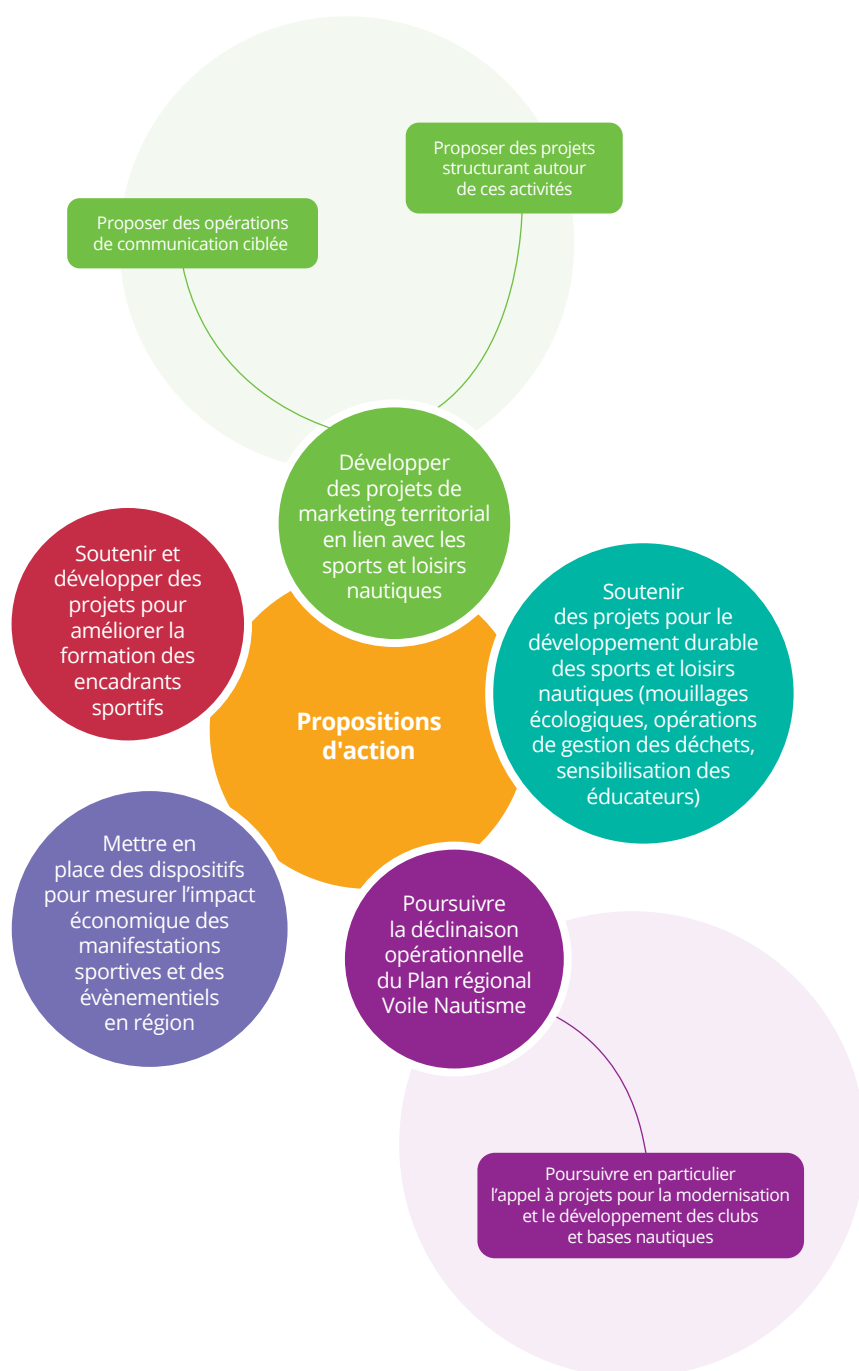 Proposer des projets
structurant autour
de ces activités
Proposer des opérations
de communication ciblée
Développer
des projets de
marketing territorial
en lien avec les
sports et loisirs
nautiques
Soutenir et
développer des
projets pour
améliorer la
formation des
encadrants
sportifs
Soutenir
des projets pour le
développement durable
des sports et loisirs
nautiques (mouillages
écologiques, opérations
de gestion des déchets,
sensibilisation des
éducateurs)
Propositions
d'action
Mettre en
place des dispositifs
pour mesurer l’impact
économique des
manifestations
sportives et des
évènementiels
en région
Poursuivre
la déclinaison
opérationnelle
du Plan régional
Voile Nautisme
Poursuivre en particulier
l’appel à projets pour la modernisation
et le développement des clubs
et bases nautiques